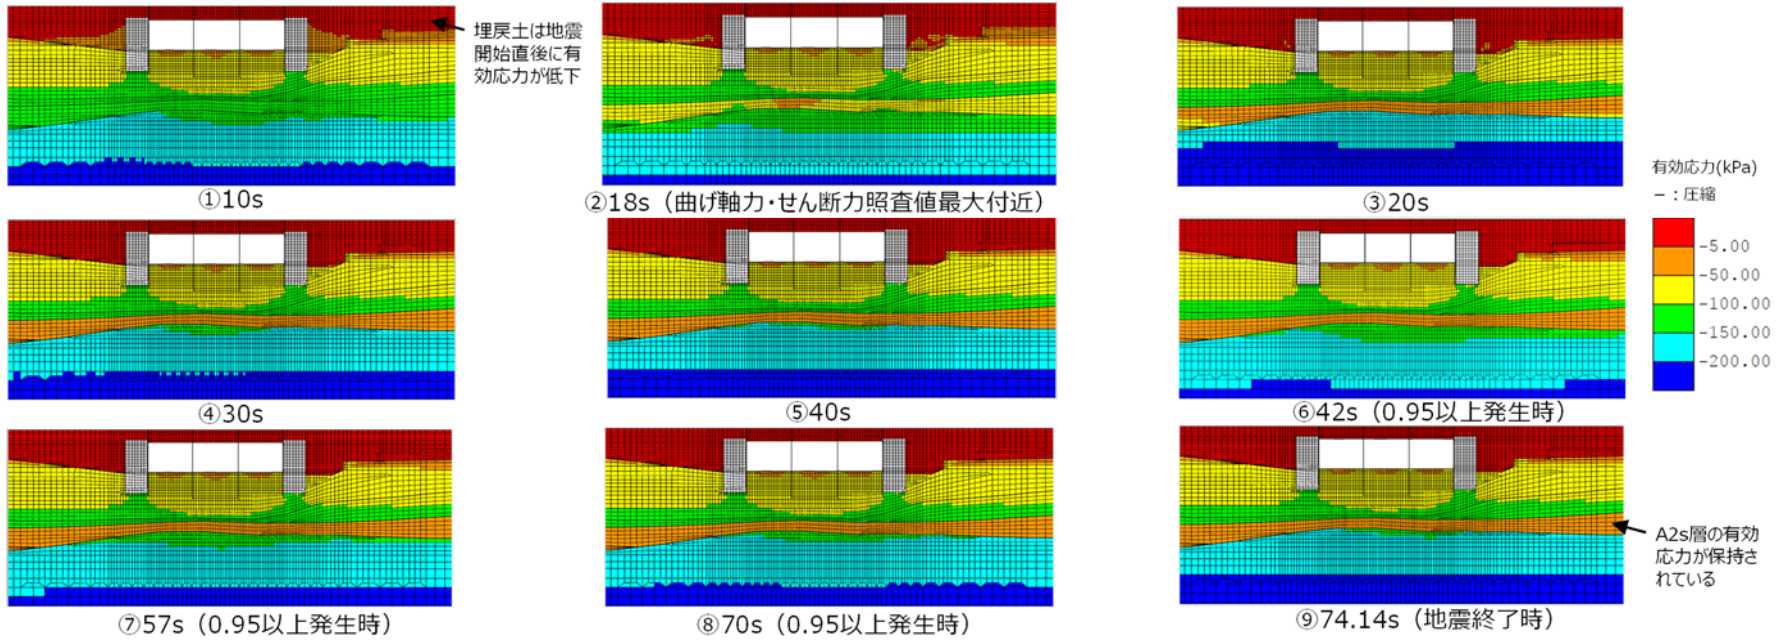 埋戻土は地震
開始直後に有
効応力が低下
①10s
②18s（曲げ軸力・せん断力照査値最大付近）
③20s
有効応力(kPa)
－：圧縮
-5.00
-50.00
-100.00
-150.00
-200.00
④30s
⑤40s
⑥42s（0.95以上発生時）
A2s層の有効
応力が保持さ
れている
⑦57s（0.95以上発生時）
⑧70s（0.95以上発生時）
⑨74.14s（地震終了時）